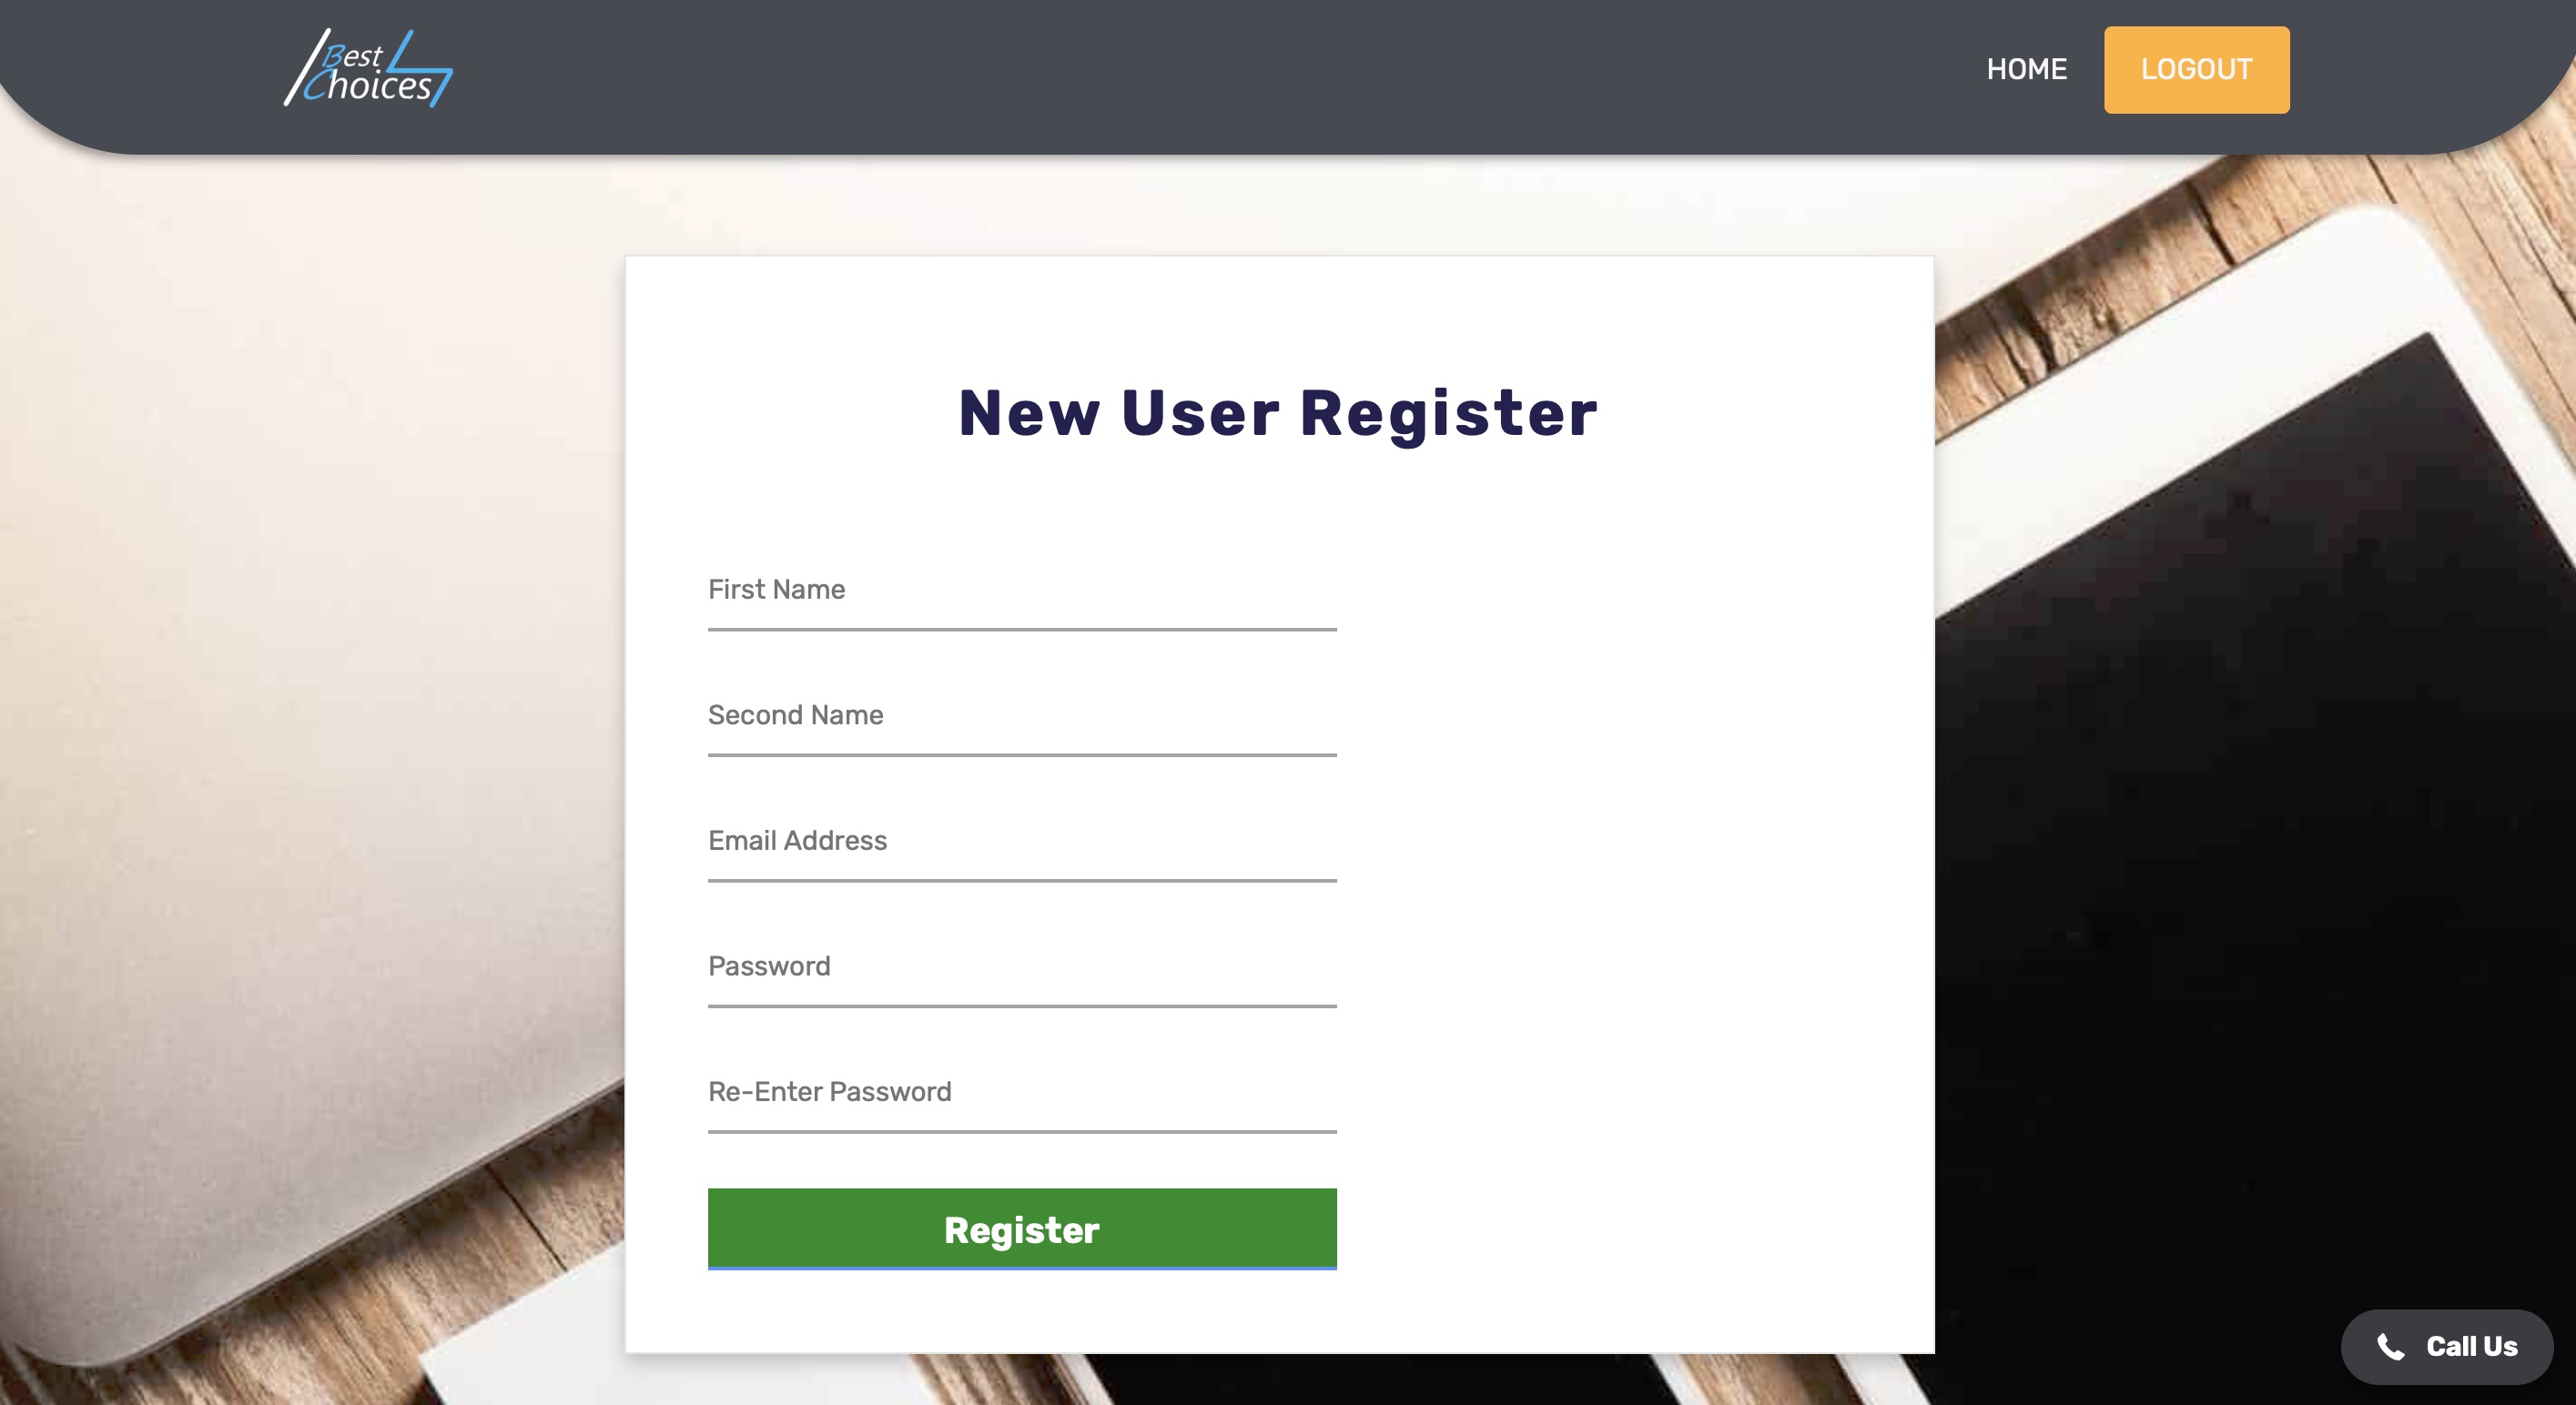 Best
Choices
HOME
LOGOUT
New User Register
First Name
Second Name
Email Address
Password
Re-Enter Password
Register
Call Us